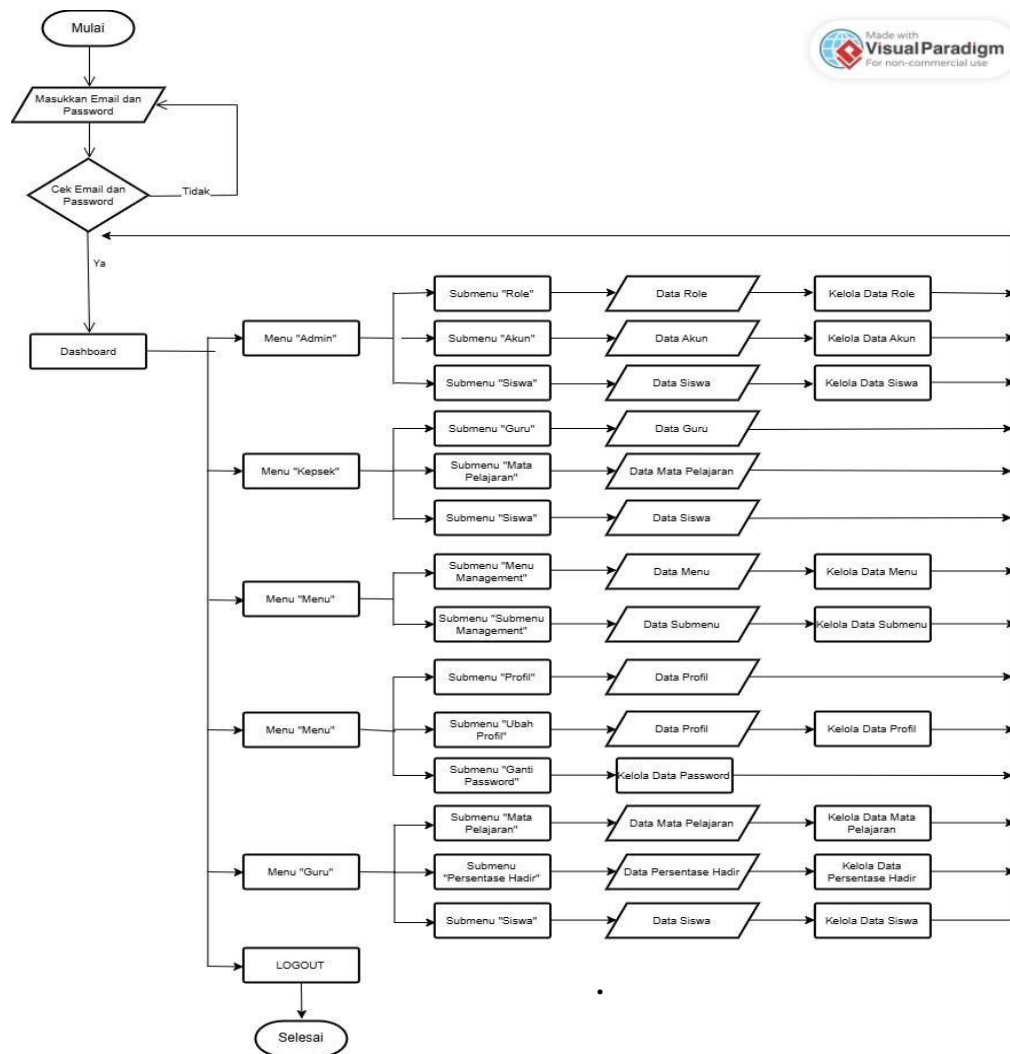 Mulai
Made with
VisualParadigm
For non-commercial use
Masukkan Email dan
Password
Cek Email dan
Password
Tidak
Ya
Dashboard
Menu "Admin"
Submenu "Role"
Data Role
Kelola Data Role
Submenu "Akun"
Data Akun
Kelola Data Akun
Submenu "Siswa"
Data Siswa
Kelola Data Siswa
Menu "Kepsek"
Submenu "Guru"
Data Guru
Submenu "Mata
Pelajaran"
Data Mata Pelajaran
Submenu "Siswa"
Data Siswa
Menu "Menu"
Submenu "Menu
Management"
Data Menu
Kelola Data Menu
Submenu "Submenu
Management"
Data Submenu
Kelola Data Submenu
Menu "Menu"
Submenu "Profil"
Data Profil
Submenu "Ubah
Profil"
Data Profil
Kelola Data Profil
Submenu "Ganti
Password"
Kelola Data Password
Menu "Guru"
Submenu "Mata
Pelajaran"
Data Mata Pelajaran
Kelola Data Mata
Pelajaran
Submenu
"Persentase Hadir"
Data Persentase Hadir
Kelola Data
Persentase Hadir
Submenu "Siswa"
Data Siswa
Kelola Data Siswa
LOGOUT
Selesai